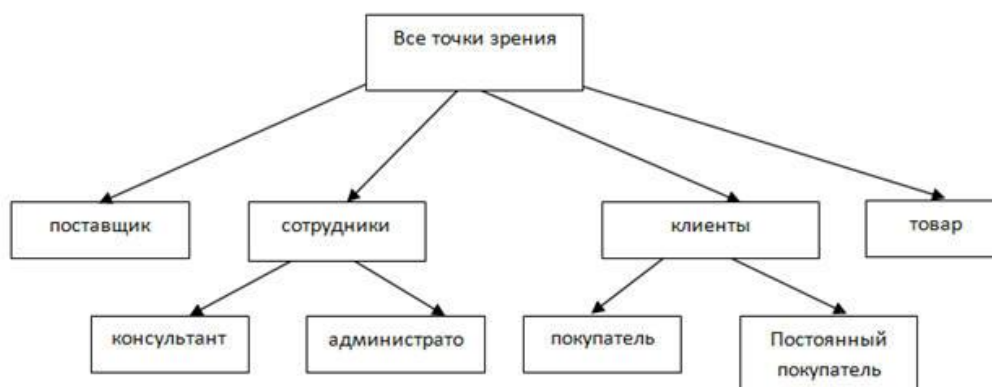 Все точки зрения
поставщик
сотрудники
клиенты
товар
консультант
администрато
покупатель
Постоянный
покупатель